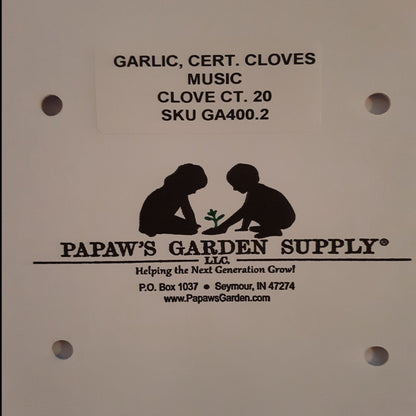 GARLIC, CERT. CLOVES
MUSIC
CLOVE CT. 20
SKU GA400.2
PAPAW'S GARDEN SUPPLY®
LLC.
Helping the Next Generation Grow!
P.O. Box 1037 • Seymour, IN 47274
www.PapawsGarden.com